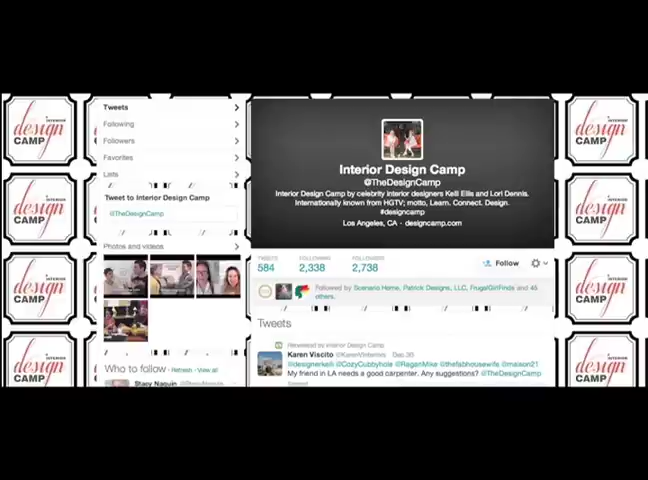 INTERIOR
design
CAMP
Tweets
Following
Followers
Favorites
Lists
Tweet to Interior Design Camp
@TheDesignCamp
Photos and videos
Who to follow · Refresh · View all
Stacy Naquin
Interior Design Camp
@TheDesignCamp
Interior Design Camp by celebrity interior designers Kelli Ellis and Lori Dennis.
Internationally known from HGTV; motto, Learn. Connect. Design.
#designcamp
Los Angeles, CA · designcamp.com
TWEETS
584
FOLLOWING
2,338
FOLLOWERS
2,738
Follow
Followed by Scenario Home, Patrick Designs, LLC, FrugalGirlFinds and 45
others.
Tweets
Retweeted by Interior Design Camp
Karen Viscito @KarenVInteriors Dec 30
@designerkelli @CozyCubbyhole @RaganMike @thefabhousewife @maison21
My friend in LA needs a good carpenter. Any suggestions? @TheDesignCamp